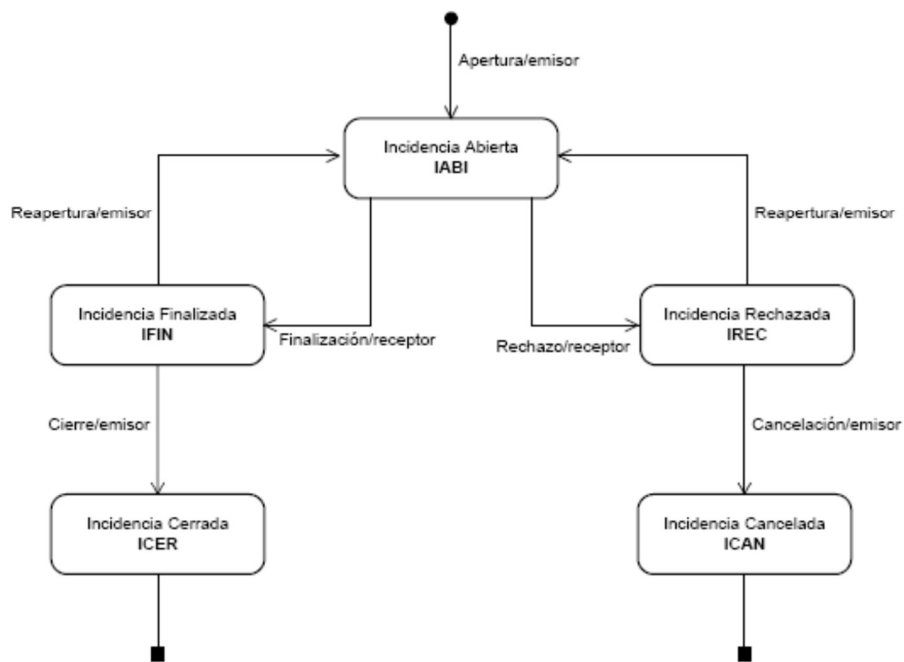 Apertura/emisor
Incidencia Abierta
IABI
Reapertura/emisor
Reapertura/emisor
Incidencia Finalizada
IFIN
Finalización/receptor
Rechazo/receptor
Incidencia Rechazada
IREC
Cierre/emisor
Cancelación/emisor
Incidencia Cerrada
ICER
Incidencia Cancelada
ICAN